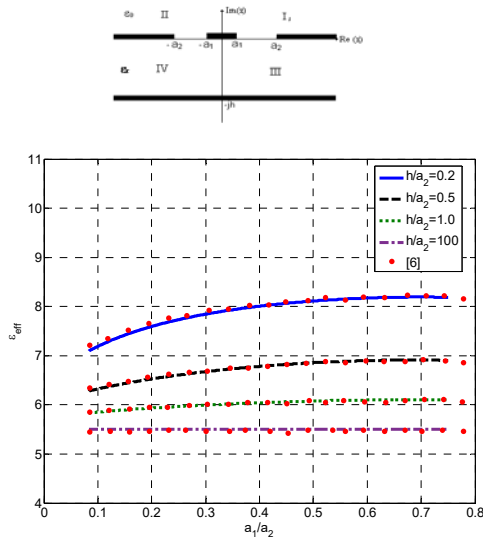 Im(t)
ε₀ II I.
-a₂ -a₁ a₁ a₂ Re (t)
εr IV III
-jh
11
10
9
8
7
6
5
4
εeff
h/a₂=0.2
h/a₂=0.5
h/a₂=1.0
h/a₂=100
[6]
0 0.1 0.2 0.3 0.4 0.5 0.6 0.7 0.8
a₁/a₂